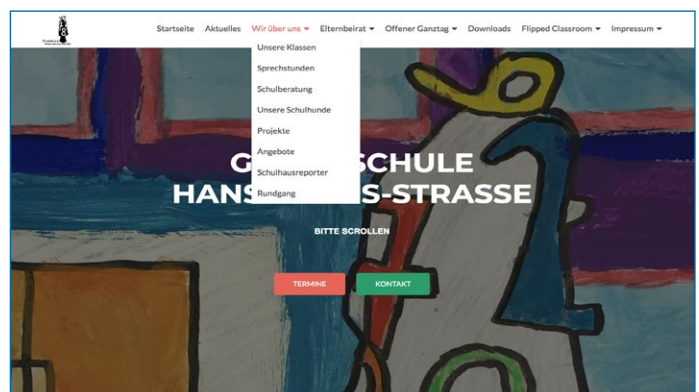 Startseite Aktuelles Wir über uns Elternbeirat Offener Ganztag Downloads Flipped Classroom Impressum
Unsere Klassen
Sprechstunden
Schulberatung
Unsere Schulhunde
Projekte
Angebote
Schulhausreporter
Rundgang
G SCHULE
HANS S-STRASSE
BITTE SCROLLEN
TERMINE KONTAKT